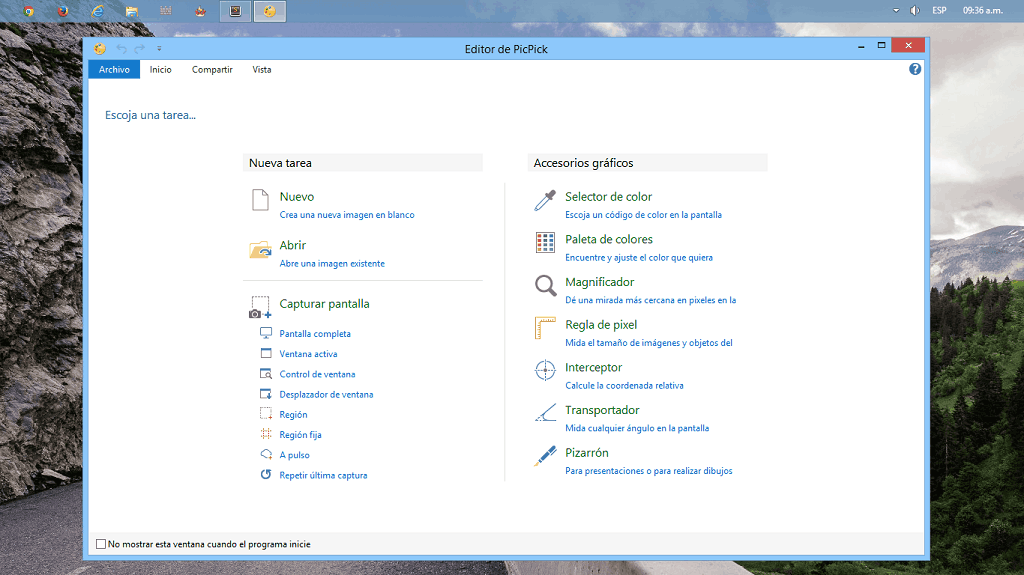 ESP
09:36 a.m.
Editor de PicPick
Archivo
Inicio
Compartir
Vista
Escoja una tarea...
Nueva tarea
Nuevo
Crea una nueva imagen en blanco
Abrir
Abre una imagen existente
Capturar pantalla
Pantalla completa
Ventana activa
Control de ventana
Desplazador de ventana
Región
Región fija
A pulso
Repetir última captura
Accesorios gráficos
Selector de color
Escoja un código de color en la pantalla
Paleta de colores
Encuentre y ajuste el color que quiera
Magnificador
Dé una mirada más cercana en pixeles en la
Regla de pixel
Mida el tamaño de imágenes y objetos del
Interceptor
Calcule la coordenada relativa
Transportador
Mida cualquier ángulo en la pantalla
Pizarrón
Para presentaciones o para realizar dibujos
No mostrar esta ventana cuando el programa inicie